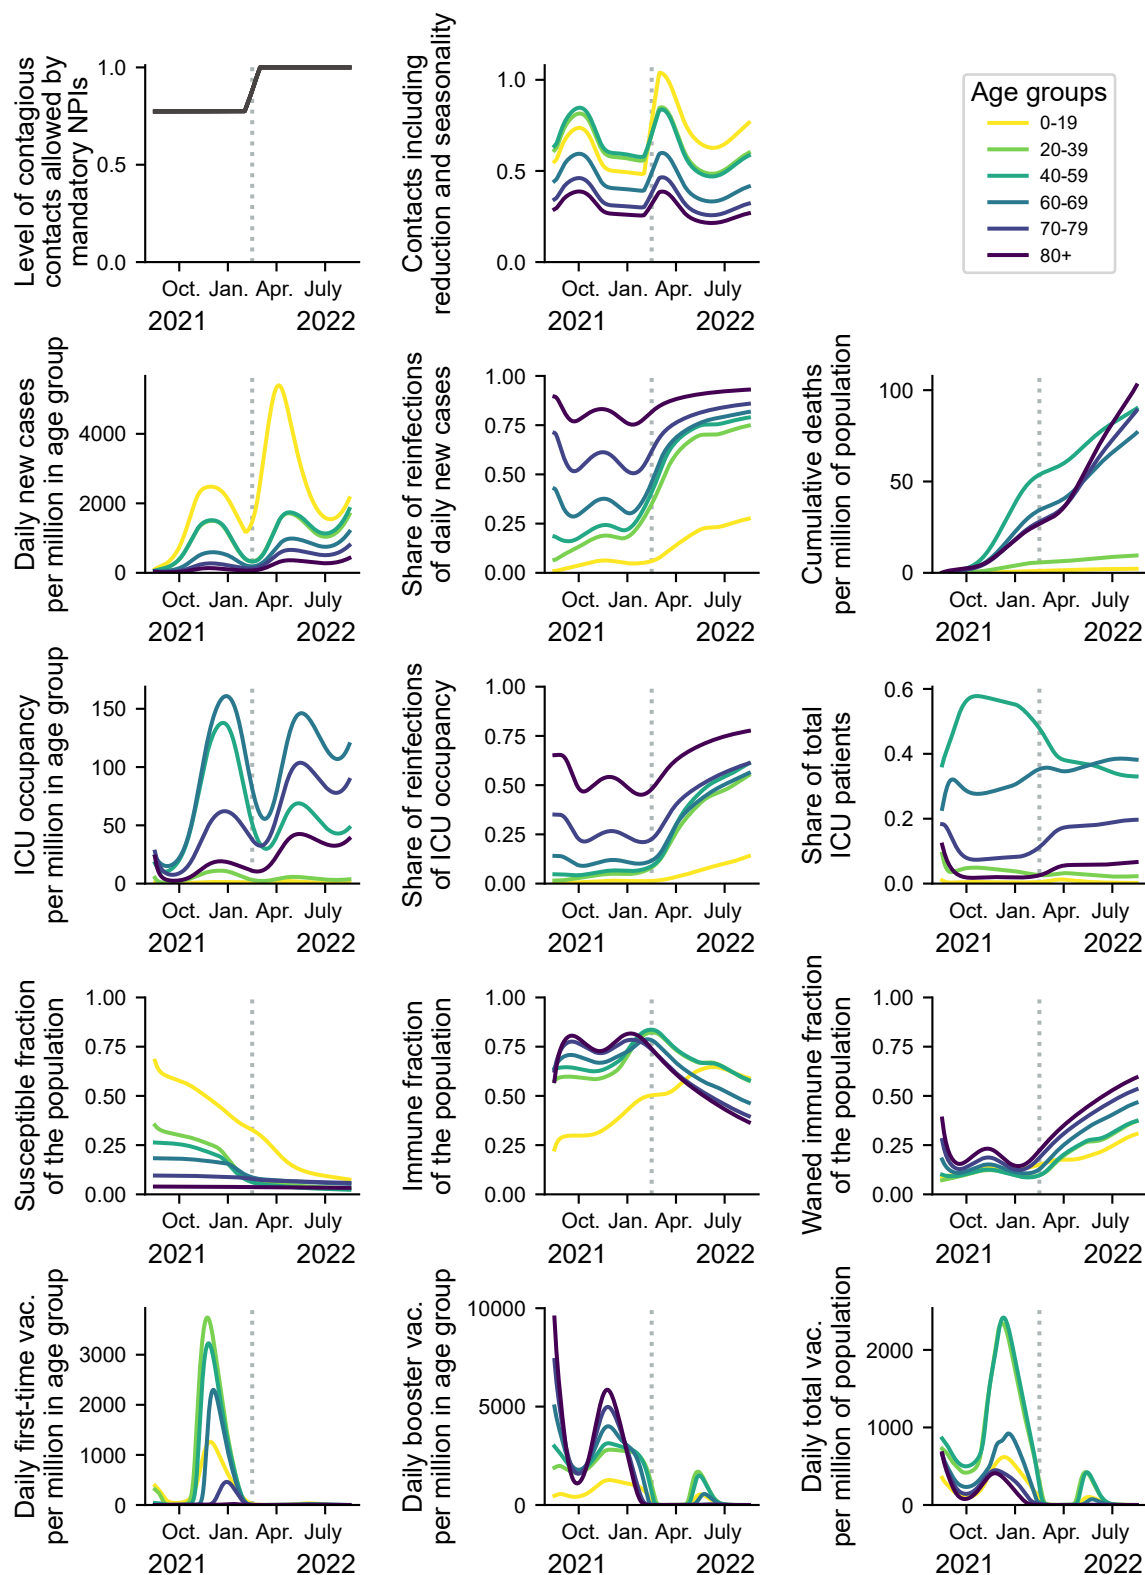 Level of contagious
contacts allowed by
mandatory NPIs
1.0
0.5
0.0
Oct. Jan. Apr. July
2021 2022
Contacts including
reduction and seasonality
1.0
0.5
0.0
Oct. Jan. Apr. July
2021 2022
Age groups
0-19
20-39
40-59
60-69
70-79
80+
Daily new cases
per million in age group
4000
2000
0
Oct. Jan. Apr. July
2021 2022
Share of reinfections
of daily new cases
1.00
0.75
0.50
0.25
0.00
Oct. Jan. Apr. July
2021 2022
Cumulative deaths
per million of population
100
50
0
Oct. Jan. Apr. July
2021 2022
ICU occupancy
per million in age group
150
100
50
0
Oct. Jan. Apr. July
2021 2022
Share of reinfections
of ICU occupancy
1.00
0.75
0.50
0.25
0.00
Oct. Jan. Apr. July
2021 2022
Share of total
ICU patients
0.6
0.4
0.2
0.0
Oct. Jan. Apr. July
2021 2022
Susceptible fraction
of the population
1.00
0.75
0.50
0.25
0.00
Oct. Jan. Apr. July
2021 2022
Immune fraction
of the population
1.00
0.75
0.50
0.25
0.00
Oct. Jan. Apr. July
2021 2022
Waned immune fraction
of the population
1.00
0.75
0.50
0.25
0.00
Oct. Jan. Apr. July
2021 2022
Daily first-time vac.
per million in age group
3000
2000
1000
0
Oct. Jan. Apr. July
2021 2022
Daily booster vac.
per million in age group
10000
5000
0
Oct. Jan. Apr. July
2021 2022
Daily total vac.
per million of population
2000
1000
0
Oct. Jan. Apr. July
2021 2022